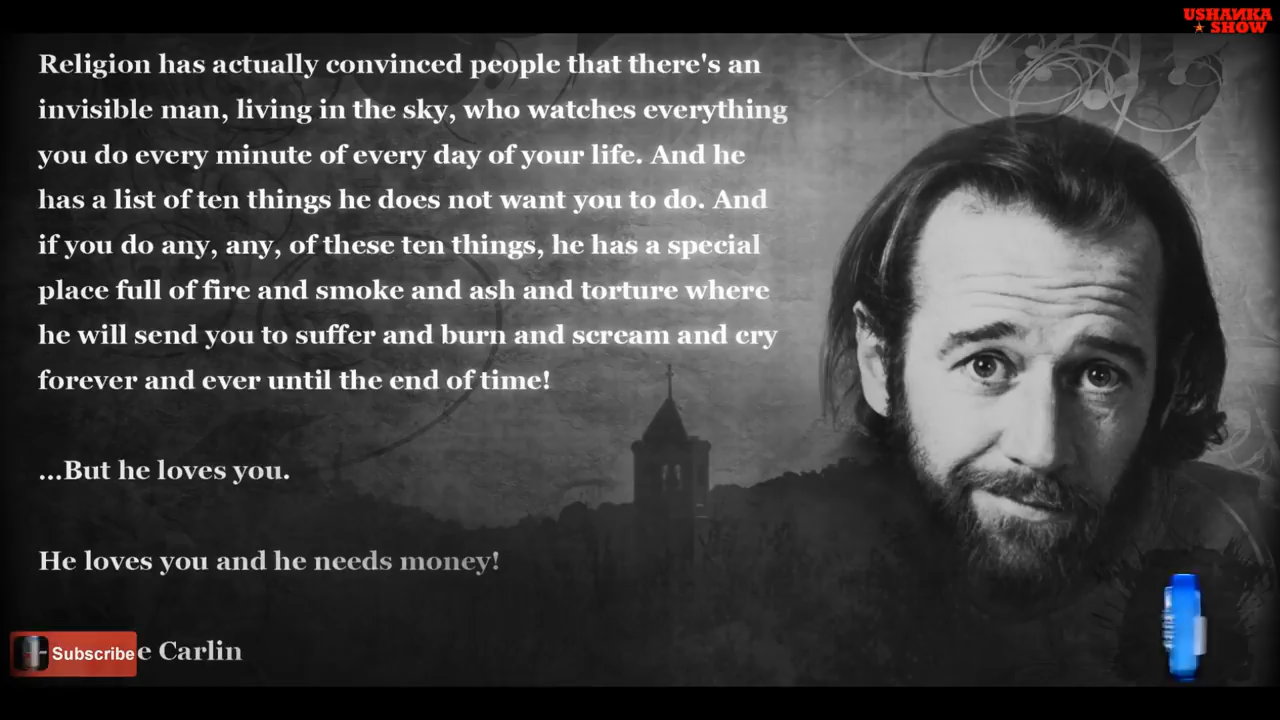 USHANKA
SHOW
Religion has actually convinced people that there's an
invisible man, living in the sky, who watches everything
you do every minute of every day of your life. And he
has a list of ten things he does not want you to do. And
if you do any, any, of these ten things, he has a special
place full of fire and smoke and ash and torture where
he will send you to suffer and burn and scream and cry
forever and ever until the end of time!
...But he loves you.
He loves you and he needs money!
Subscribe
e Carlin